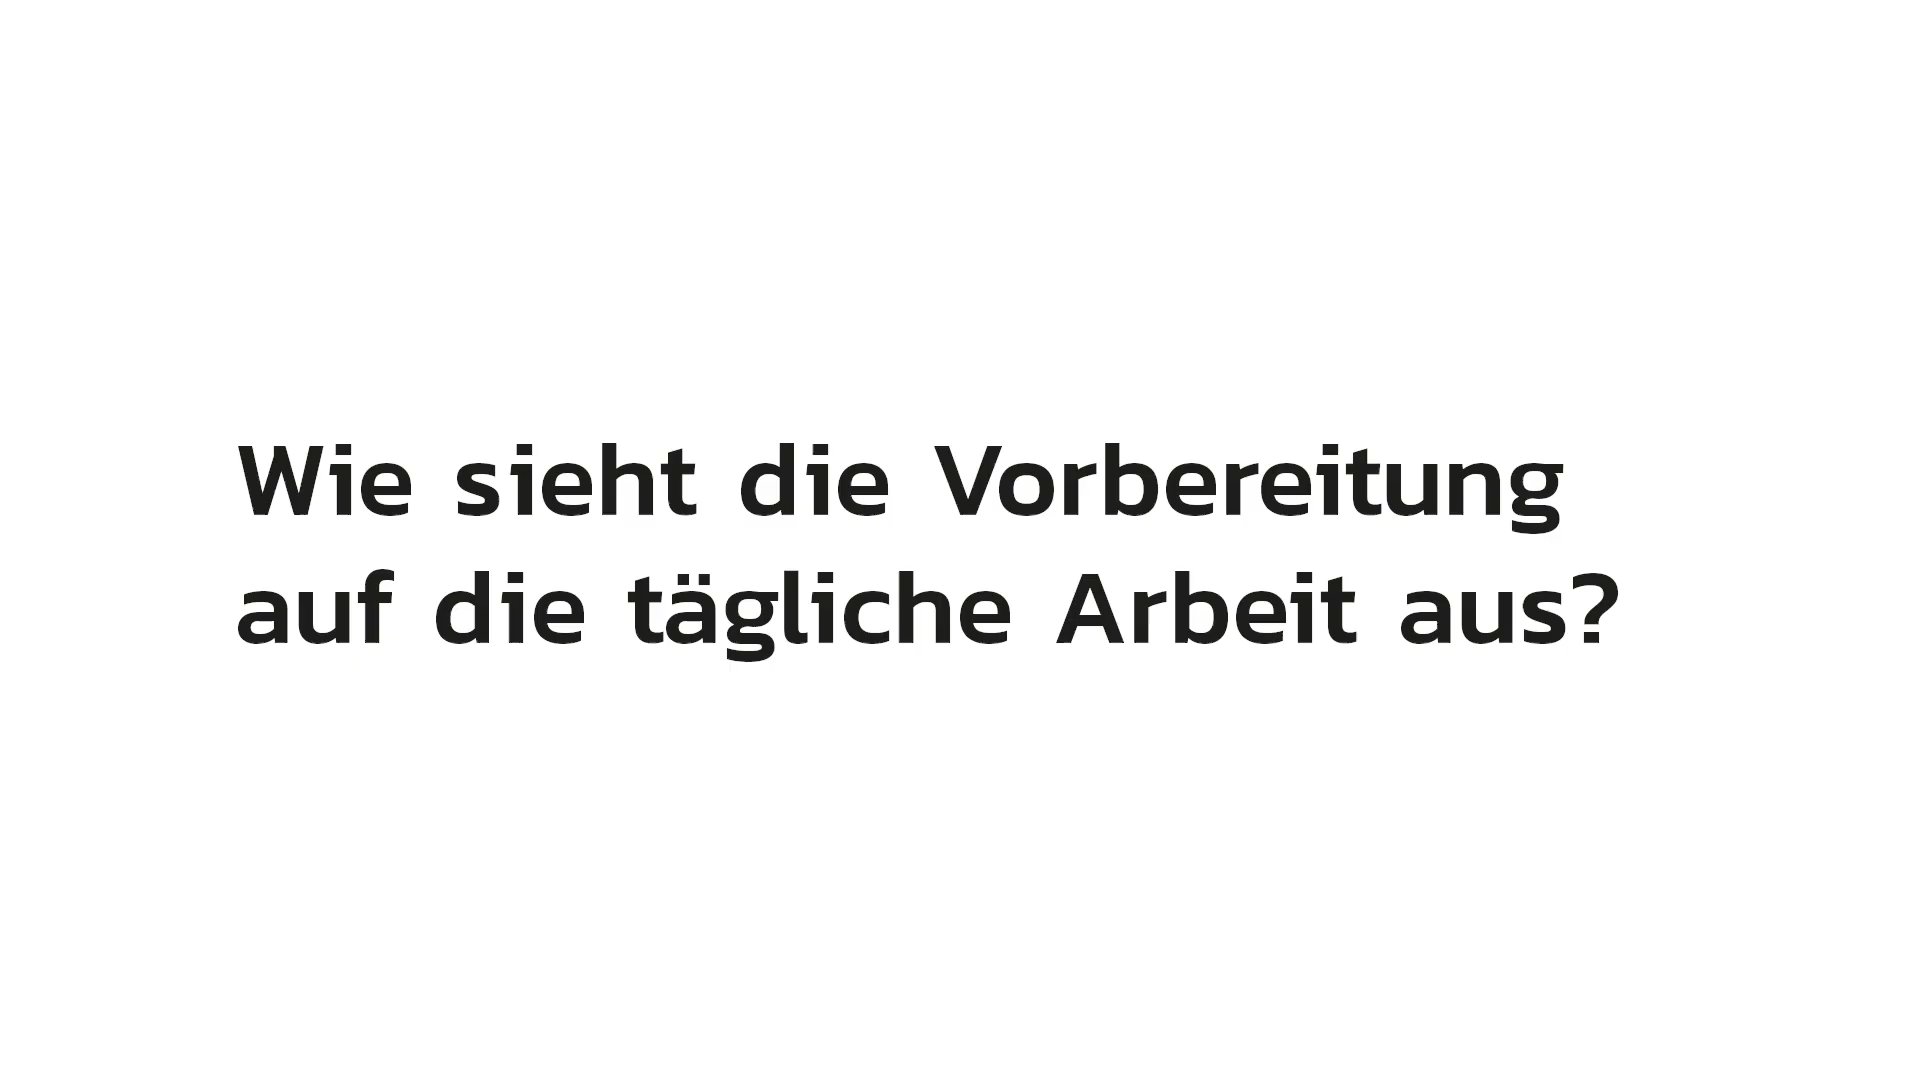 Wie sieht die Vorbereitung
auf die tägliche Arbeit aus?